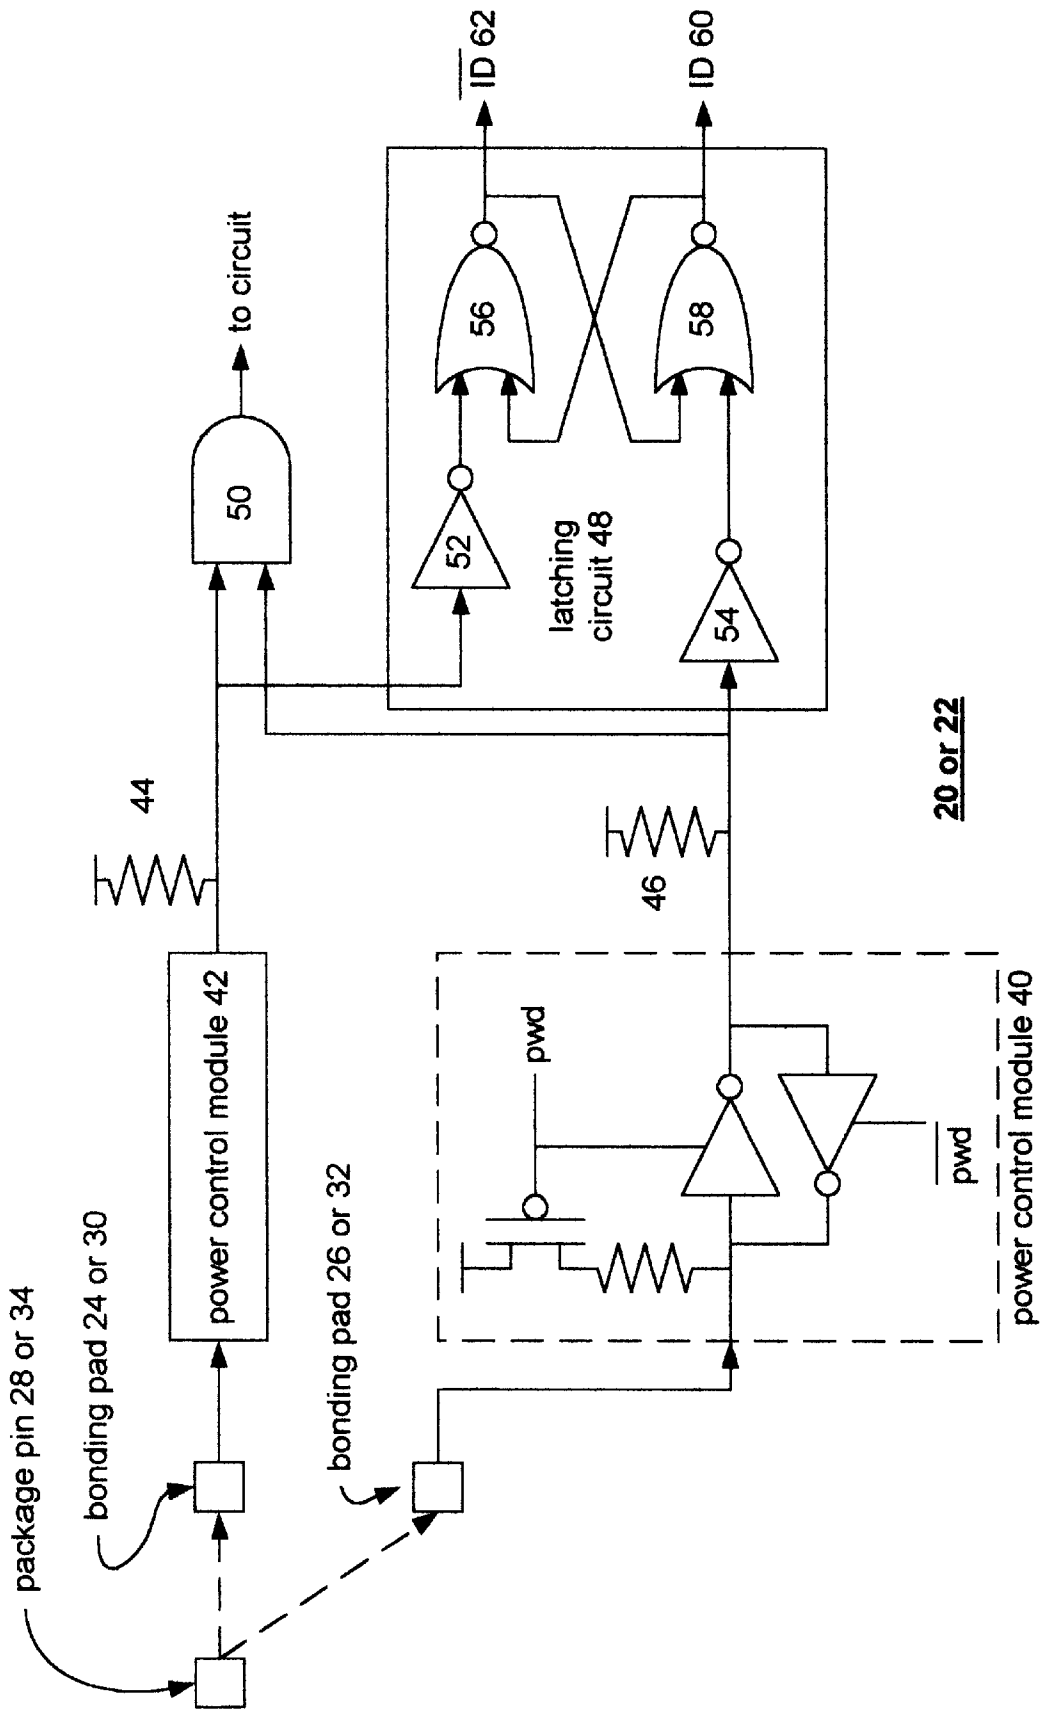 package pin 28 or 34
bonding pad 24 or 30
power control module 42
44
50
to circuit
bonding pad 26 or 32
pwd
pwd
power control module 40
46
latching
circuit 48
52
54
56
58
ID 62
ID 60
20 or 22